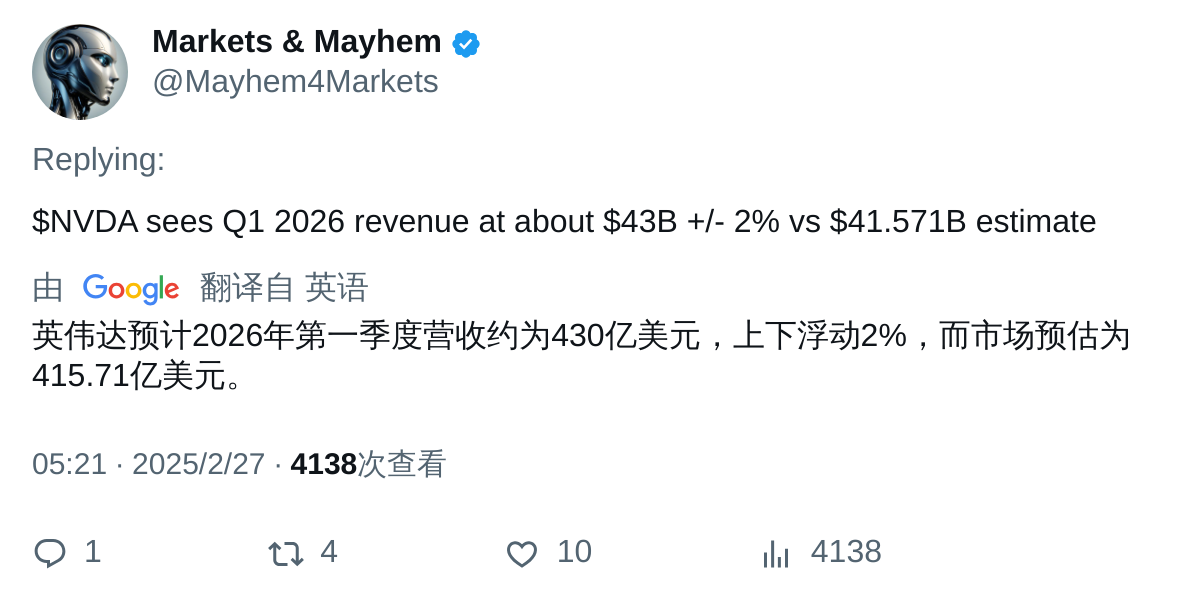 Markets & Mayhem
@Mayhem4Markets
Replying:
$NVDA sees Q1 2026 revenue at about $43B +/- 2% vs $41.571B estimate
由 Google 翻译自 英语
英伟达预计2026年第一季度营收约为430亿美元，上下浮动2%，而市场预估为
415.71亿美元。
05:21 · 2025/2/27 · 4138次查看
1 4 10 4138